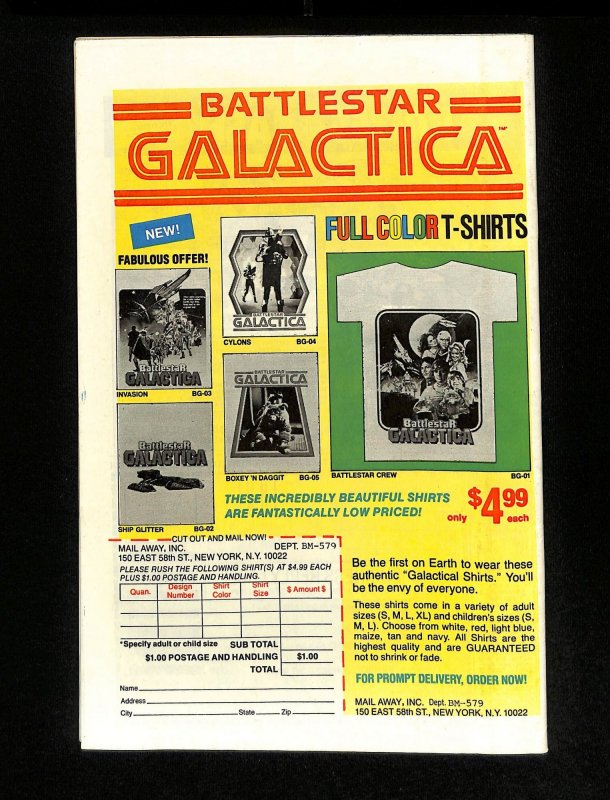 BATTLESTAR
GALACTICA™
NEW!
FABULOUS OFFER!
FULL COLOR T-SHIRTS
Battlestar
GALACTICA
INVASION BG-03
BATTLESTAR
GALACTICA
CYLONS BG-04
BATTLESTAR
GALACTICA
BOXEY 'N DAGGIT BG-05
Battlestar
GALACTICA
SHIP GLITTER BG-02
Battlestar
GALACTICA
BATTLESTAR CREW BG-01
THESE INCREDIBLY BEAUTIFUL SHIRTS
ARE FANTASTICALLY LOW PRICED!
only $4.99 each
CUT OUT AND MAIL NOW!
MAIL AWAY, INC. DEPT. BM-579
150 EAST 58th ST., NEW YORK, N.Y. 10022
PLEASE RUSH THE FOLLOWING SHIRT(S) AT $4.99 EACH
PLUS $1.00 POSTAGE AND HANDLING.
Quan. Design Number Shirt Color Shirt Size $ Amount $
*Specify adult or child size SUB TOTAL
$1.00 POSTAGE AND HANDLING $1.00
TOTAL
Name
Address
City State Zip
Be the first on Earth to wear these
authentic "Galactical Shirts." You'll
be the envy of everyone.
These shirts come in a variety of adult
sizes (S, M, L, XL) and children's sizes (S,
M, L). Choose from white, red, light blue,
maize, tan and navy. All Shirts are the
highest quality and are GUARANTEED
not to shrink or fade.
FOR PROMPT DELIVERY, ORDER NOW!
MAIL AWAY, INC. Dept. BM-579
150 EAST 58th ST., NEW YORK, N.Y. 10022